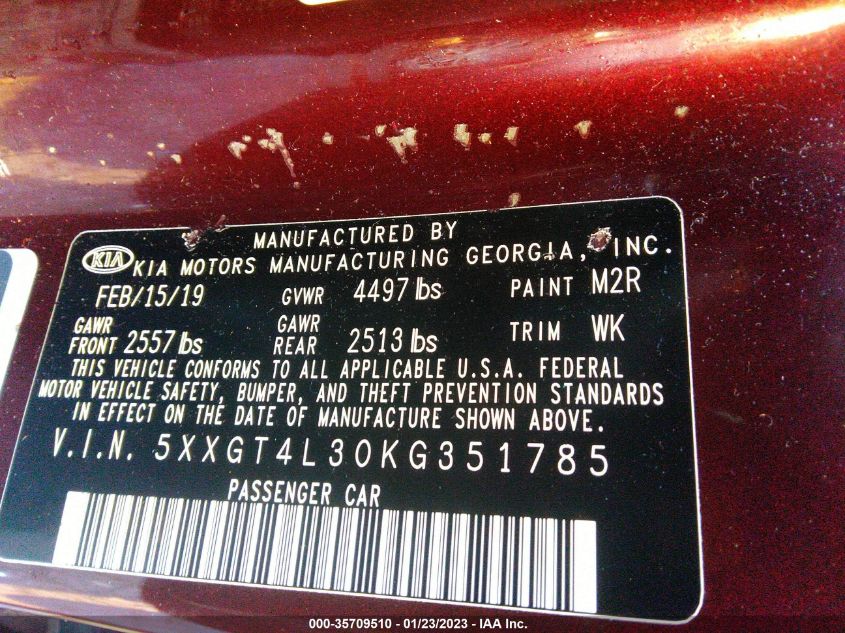 MANUFACTURED BY
KIA KIA MOTORS MANUFACTURING GEORGIA, INC.
FEB/15/19 GVWR 4497 lbs PAINT M2R
GAWR FRONT 2557 lbs GAWR REAR 2513 lbs TRIM WK
THIS VEHICLE CONFORMS TO ALL APPLICABLE U.S.A. FEDERAL
MOTOR VEHICLE SAFETY, BUMPER, AND THEFT PREVENTION STANDARDS
IN EFFECT ON THE DATE OF MANUFACTURE SHOWN ABOVE.
V.I.N. 5XXGT4L30KG351785
PASSENGER CAR
000-35709510 - 01/23/2023 - IAA Inc.